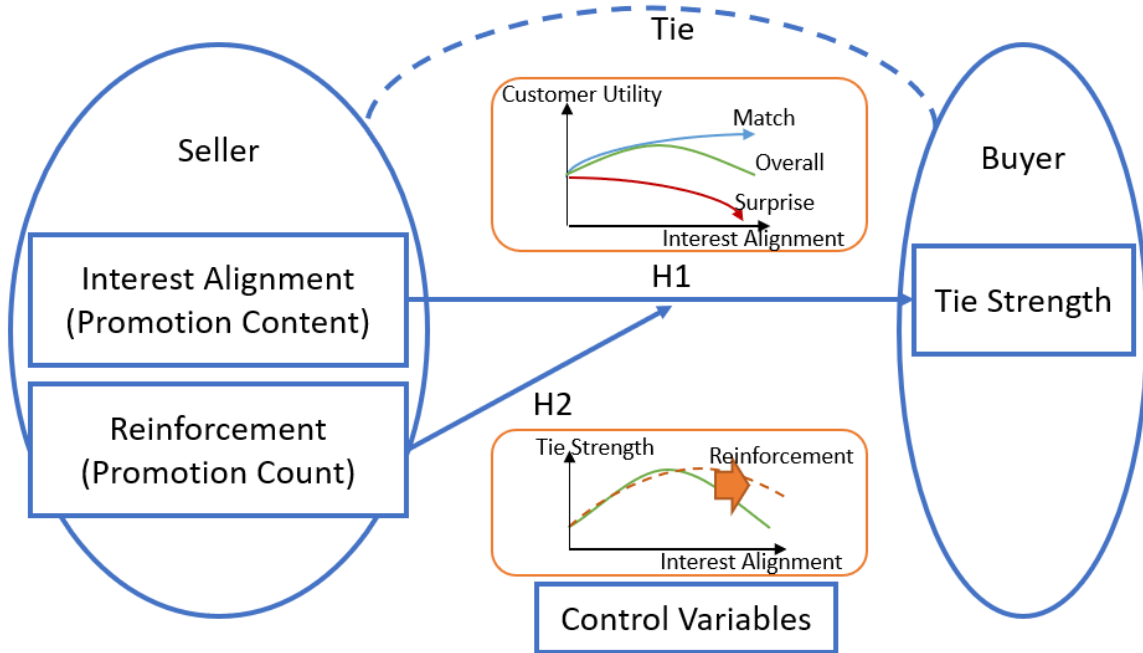 Tie
Customer Utility
Match
Overall
Surprise
Interest Alignment
Seller
Buyer
Interest Alignment
(Promotion Content)
H1
Tie Strength
Reinforcement
(Promotion Count)
H2
Tie Strength
Reinforcement
Interest Alignment
Control Variables